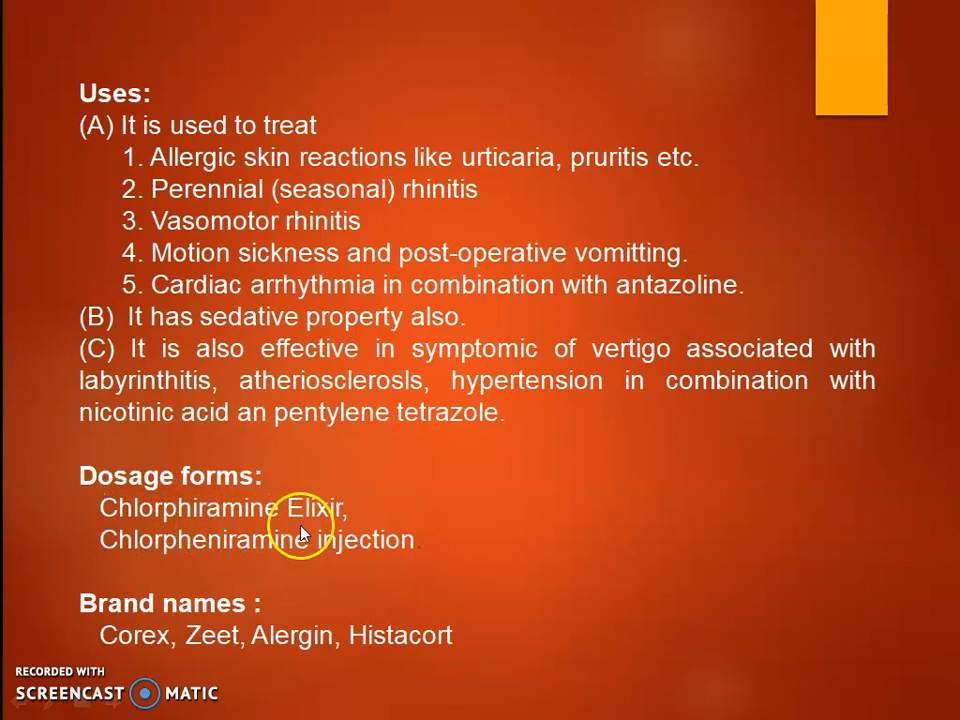 Uses:
(A) It is used to treat
1. Allergic skin reactions like urticaria, pruritis etc.
2. Perennial (seasonal) rhinitis
3. Vasomotor rhinitis
4. Motion sickness and post-operative vomitting.
5. Cardiac arrhythmia in combination with antazoline.
(B) It has sedative property also.
(C) It is also effective in symptomic of vertigo associated with
labyrinthitis, atheriosclerosls, hypertension in combination with
nicotinic acid an pentylene tetrazole.
Dosage forms:
Chlorphiramine Elixir,
Chlorpheniramine injection.
Brand names :
Corex, Zeet, Alergin, Histacort
RECORDED WITH
SCREENCAST MATIC